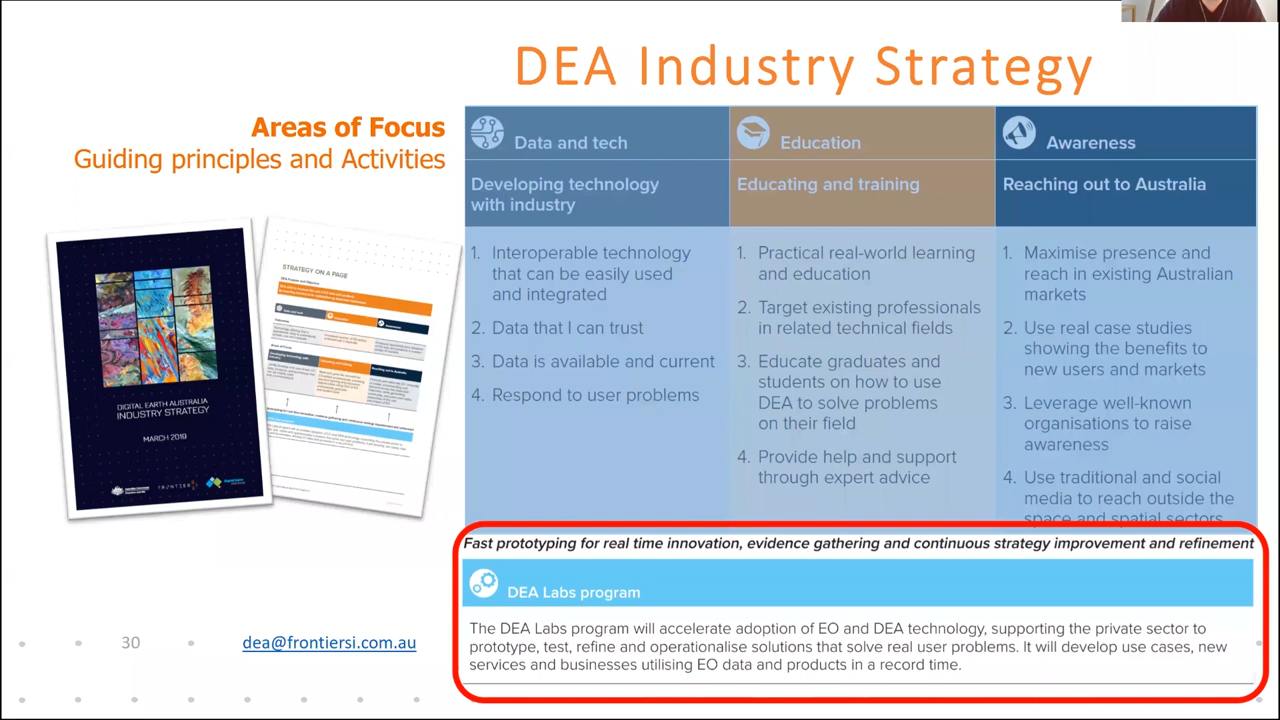 DEA Industry Strategy
Areas of Focus
Guiding principles and Activities
DIGITAL EARTH AUSTRALIA
INDUSTRY STRATEGY
MARCH 2019
FRONTIER
STRATEGY ON A PAGE
Data and tech
Developing technology
with industry
1. Interoperable technology
that can be easily used
and integrated
2. Data that I can trust
3. Data is available and current
4. Respond to user problems
Education
Educating and training
1. Practical real-world learning
and education
2. Target existing professionals
in related technical fields
3. Educate graduates and
students on how to use
DEA to solve problems
on their field
4. Provide help and support
through expert advice
Awareness
Reaching out to Australia
1. Maximise presence and
reach in existing Australian
markets
2. Use real case studies
showing the benefits to
new users and markets
3. Leverage well-known
organisations to raise
awareness
4. Use traditional and social
media to reach outside the
space and spatial sectors
Fast prototyping for real time innovation, evidence gathering and continuous strategy improvement and refinement
DEA Labs program
The DEA Labs program will accelerate adoption of EO and DEA technology, supporting the private sector to
prototype, test, refine and operationalise solutions that solve real user problems. It will develop use cases, new
services and businesses utilising EO data and products in a record time.
30
dea@frontiersi.com.au